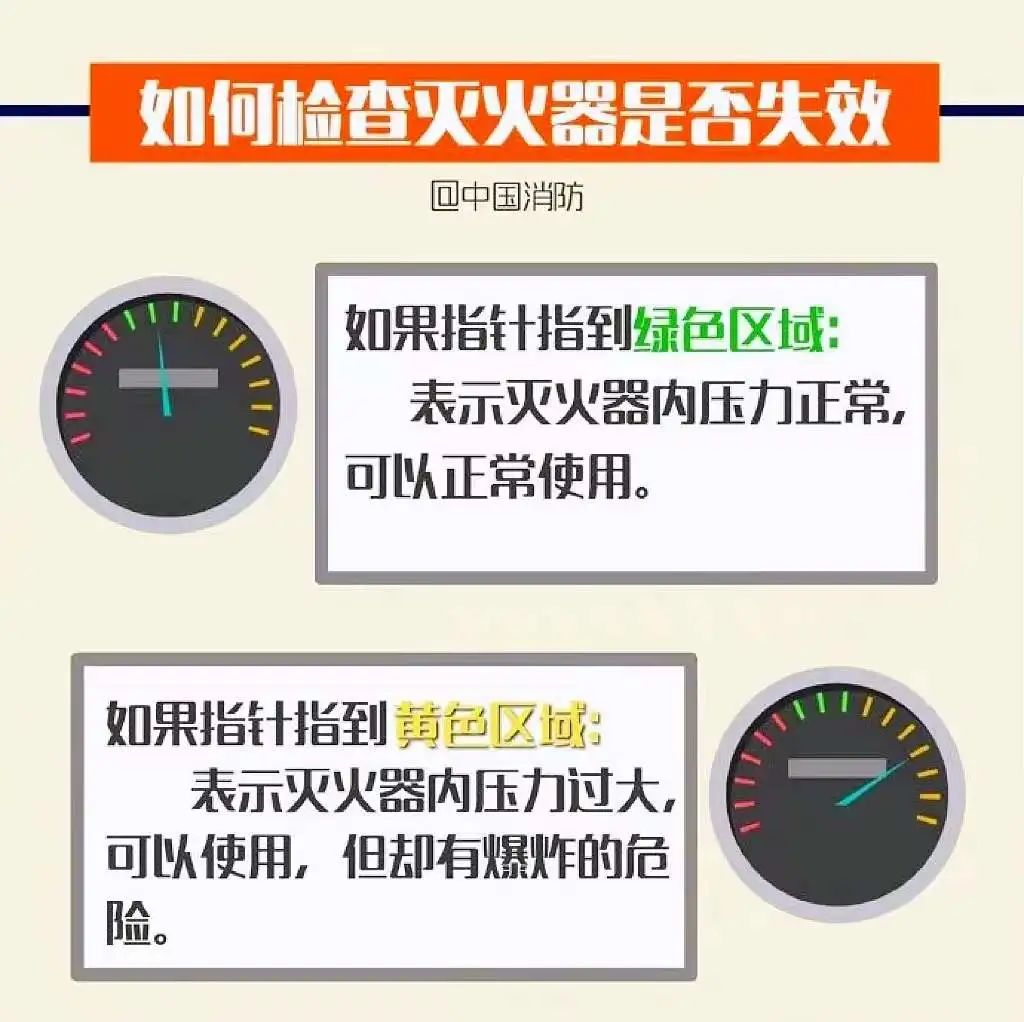 如何检查灭火器是否失效
@中国消防
如果指针指到绿色区域:
表示灭火器内压力正常,
可以正常使用。
如果指针指到黄色区域:
表示灭火器内压力过大,
可以使用，但却有爆炸的危
险。